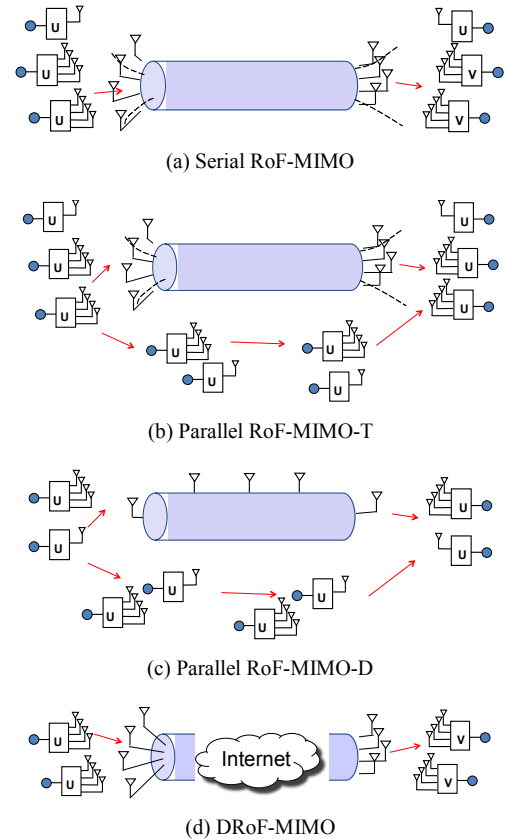 U U
U V
U V
(a) Serial RoF-MIMO
U U
U U
U U
U U
U U
(b) Parallel RoF-MIMO-T
U U
U U
U U
U U
(c) Parallel RoF-MIMO-D
U V
Internet
U V
(d) DRoF-MIMO